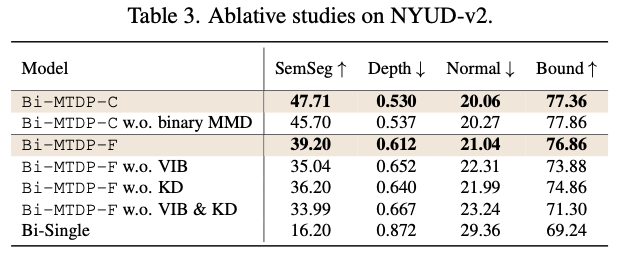 Table 3. Ablative studies on NYUD-v2.
Model SemSeg ↑ Depth ↓ Normal ↓ Bound ↑
Bi-MTDP-C 47.71 0.530 20.06 77.36
Bi-MTDP-C w.o. binary MMD 45.70 0.537 20.27 77.86
Bi-MTDP-F 39.20 0.612 21.04 76.86
Bi-MTDP-F w.o. VIB 35.04 0.652 22.31 73.88
Bi-MTDP-F w.o. KD 36.20 0.640 21.99 74.86
Bi-MTDP-F w.o. VIB & KD 33.99 0.667 23.24 71.30
Bi-Single 16.20 0.872 29.36 69.24